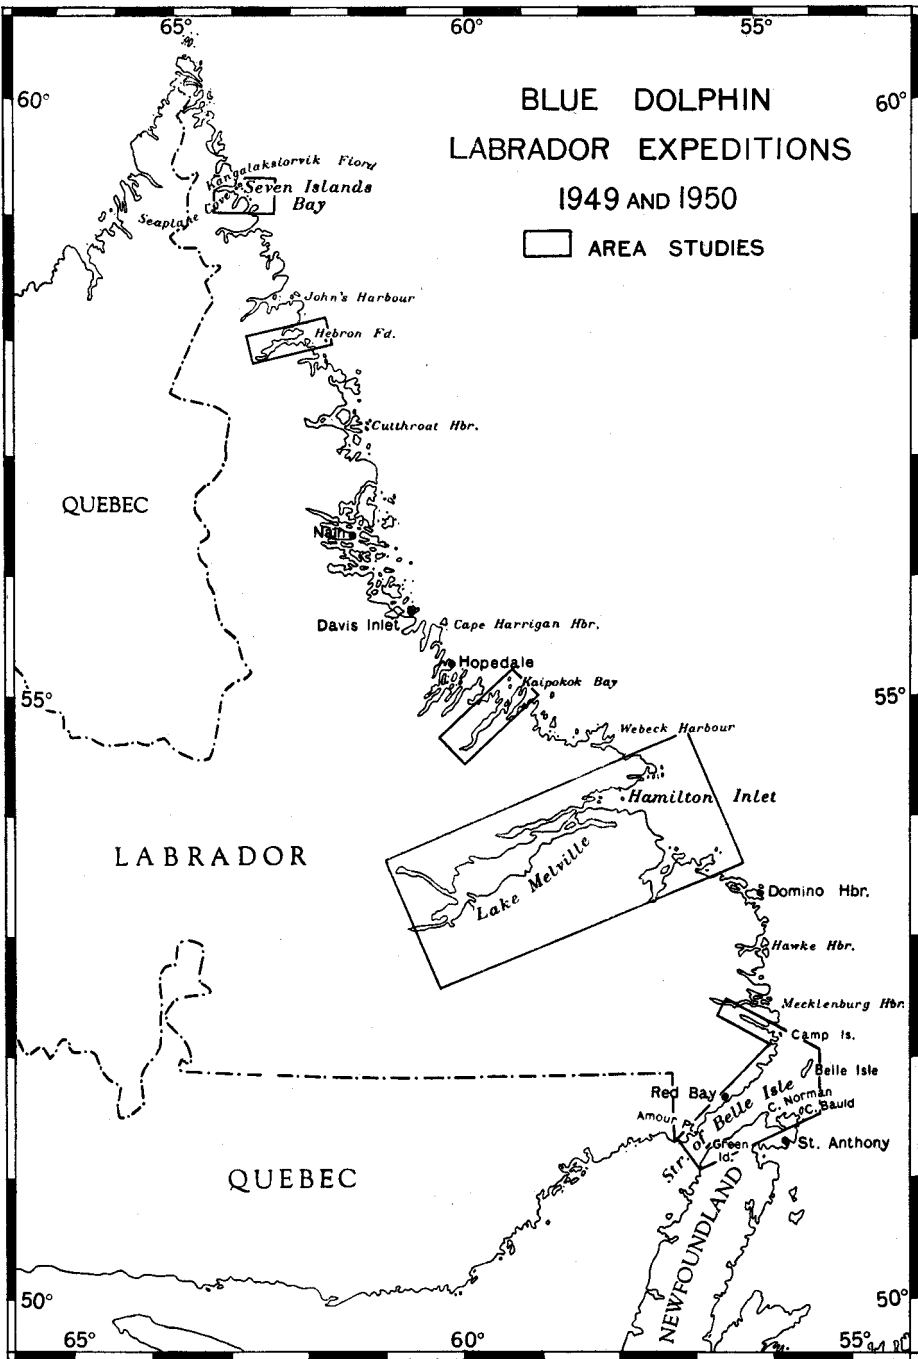 65° 60° 55°
60° 60°
BLUE DOLPHIN
LABRADOR EXPEDITIONS
1949 AND 1950
AREA STUDIES
Kangalaksiorvik Fiord
Seven Islands
Bay
Seaplane Cove
John's Harbour
Hebron Fd.
Cutthroat Hbr.
QUEBEC
Nain
Davis Inlet
Cape Harrigan Hbr.
Hopedale
Kaipokok Bay
55° 55°
Webeck Harbour
Hamilton Inlet
LABRADOR
Lake Melville
Domino Hbr.
Hawke Hbr.
Mecklenburg Hbr.
Camp Is.
Belle Isle
Red Bay
C. Norman
C. Bauld
Amour Pt.
Str. of Belle Isle
Green
Id.
St. Anthony
QUEBEC
NEWFOUNDLAND
50° 50°
65° 60° 55°